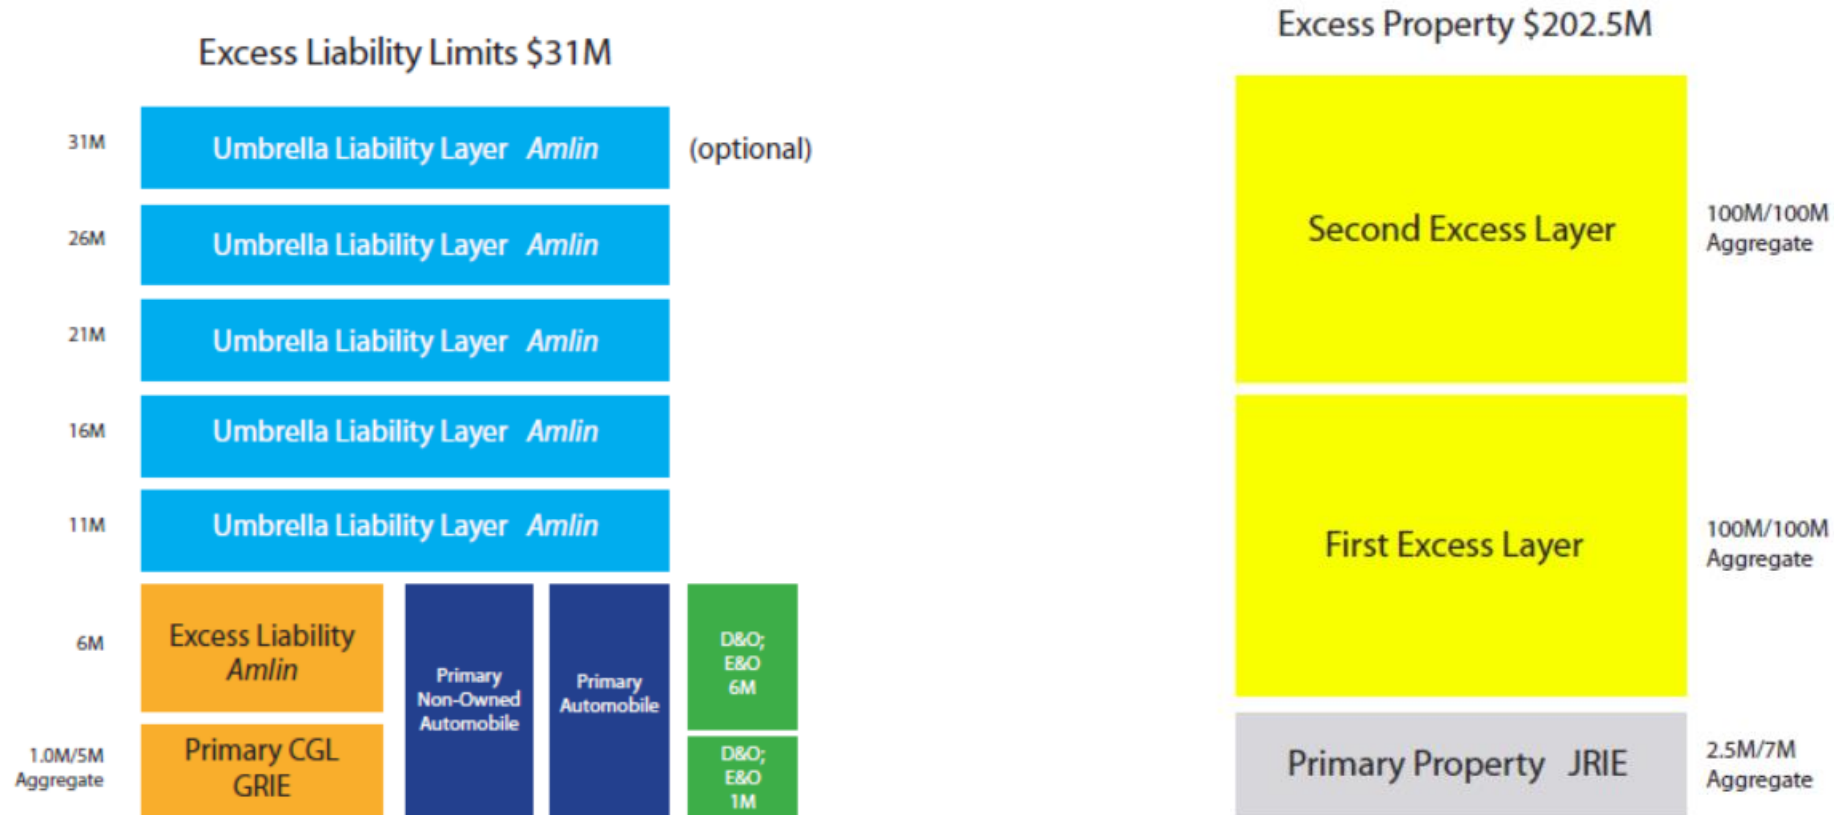 Excess Liability Limits $31M
31M
Umbrella Liability Layer Amlin
(optional)
26M
Umbrella Liability Layer Amlin
21M
Umbrella Liability Layer Amlin
16M
Umbrella Liability Layer Amlin
11M
Umbrella Liability Layer Amlin
6M
Excess Liability
Amlin
1.0M/5M
Aggregate
Primary CGL
GRIE
Primary
Non-Owned
Automobile
Primary
Automobile
D&O;
E&O
6M
D&O;
E&O
1M
Excess Property $202.5M
Second Excess Layer
100M/100M
Aggregate
First Excess Layer
100M/100M
Aggregate
Primary Property JRIE
2.5M/7M
Aggregate